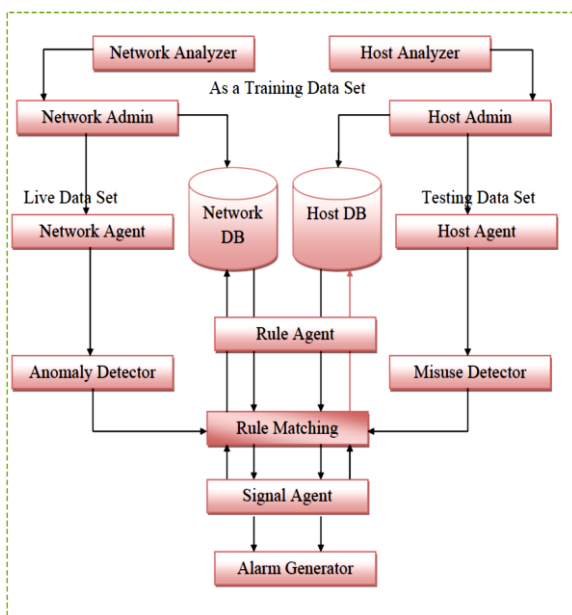 Network Analyzer
Host Analyzer
As a Training Data Set
Network Admin
Host Admin
Live Data Set
Testing Data Set
Network
DB
Host DB
Network Agent
Host Agent
Rule Agent
Anomaly Detector
Misuse Detector
Rule Matching
Signal Agent
Alarm Generator